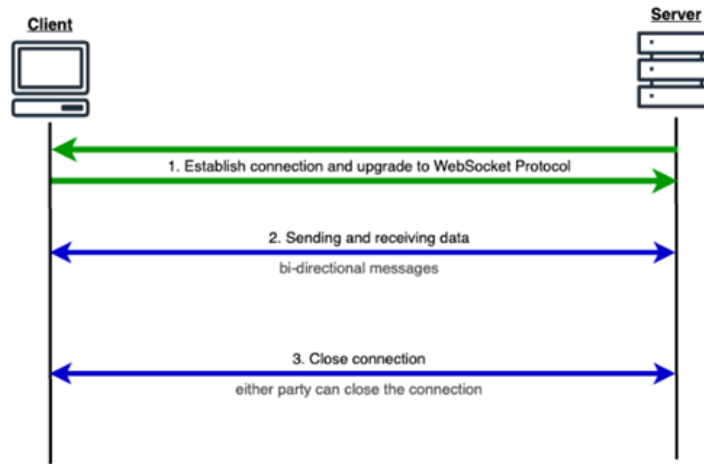 Client
Server
1. Establish connection and upgrade to WebSocket Protocol
2. Sending and receiving data
bi-directional messages
3. Close connection
either party can close the connection